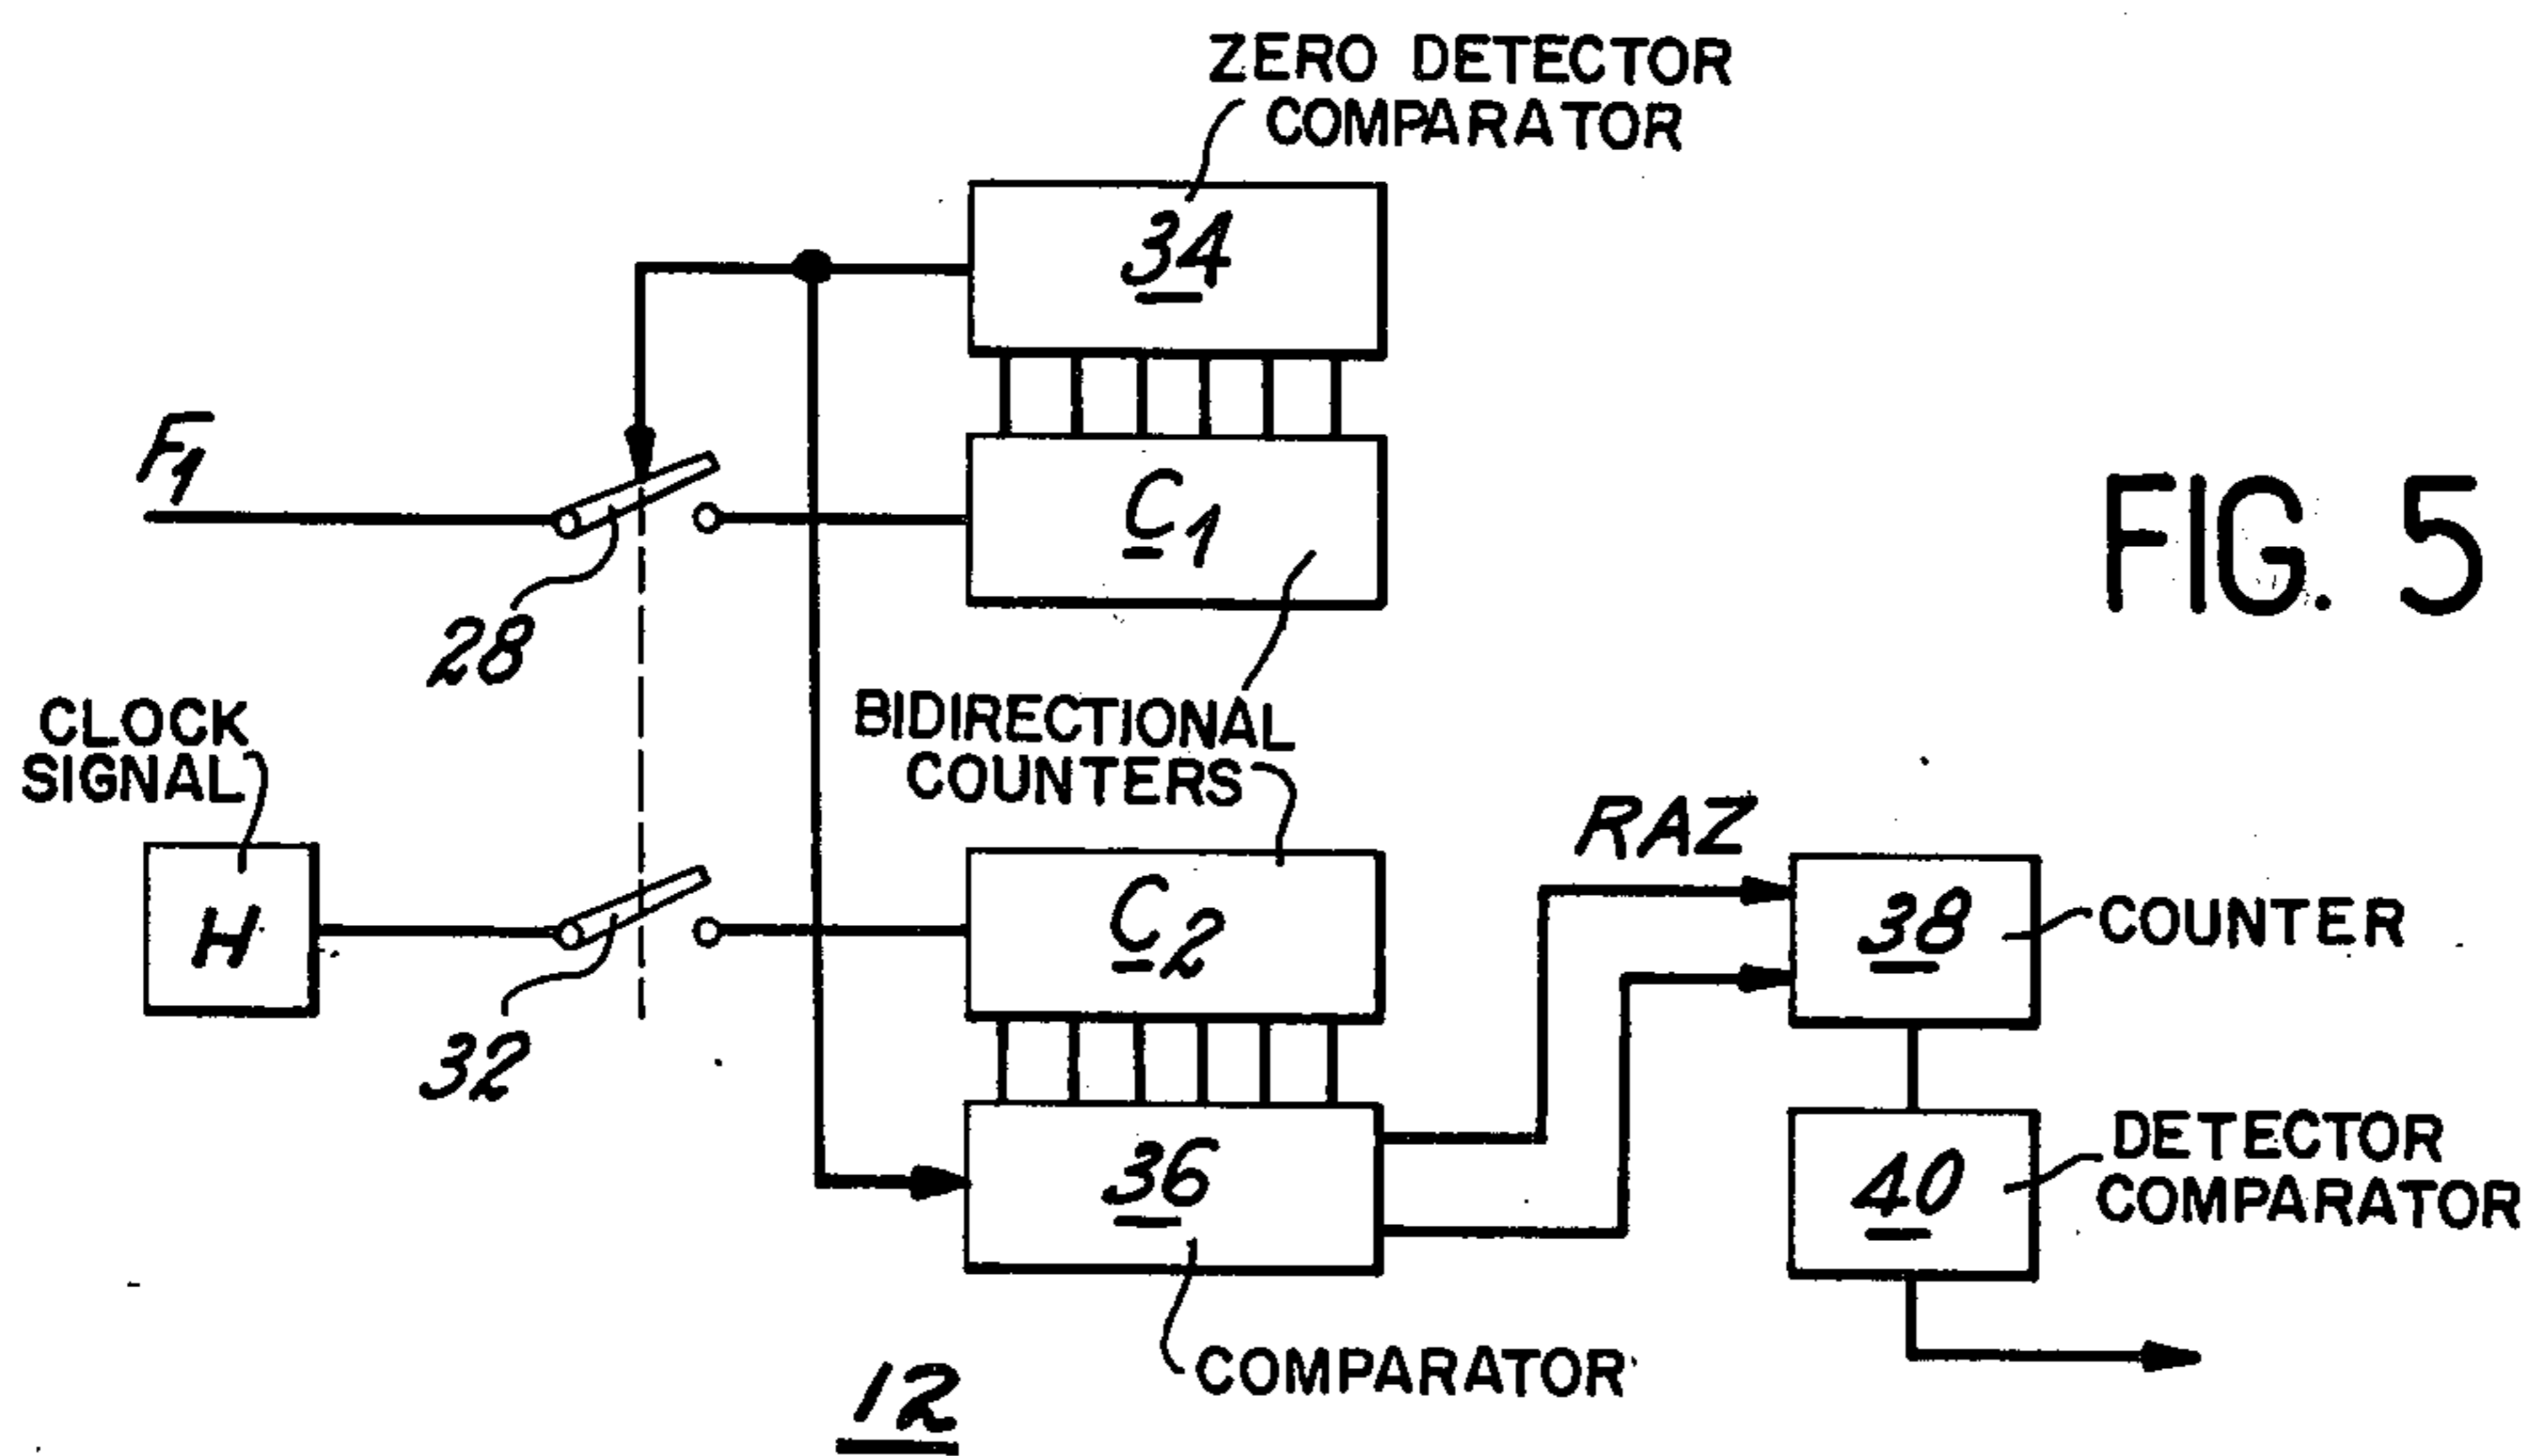 ZERO DETECTOR
COMPARATOR
34
F1
C1
28
FIG. 5
CLOCK
SIGNAL
BIDIRECTIONAL
COUNTERS
H
32
C2
RAZ
38
COUNTER
36
40
DETECTOR
COMPARATOR
COMPARATOR
12